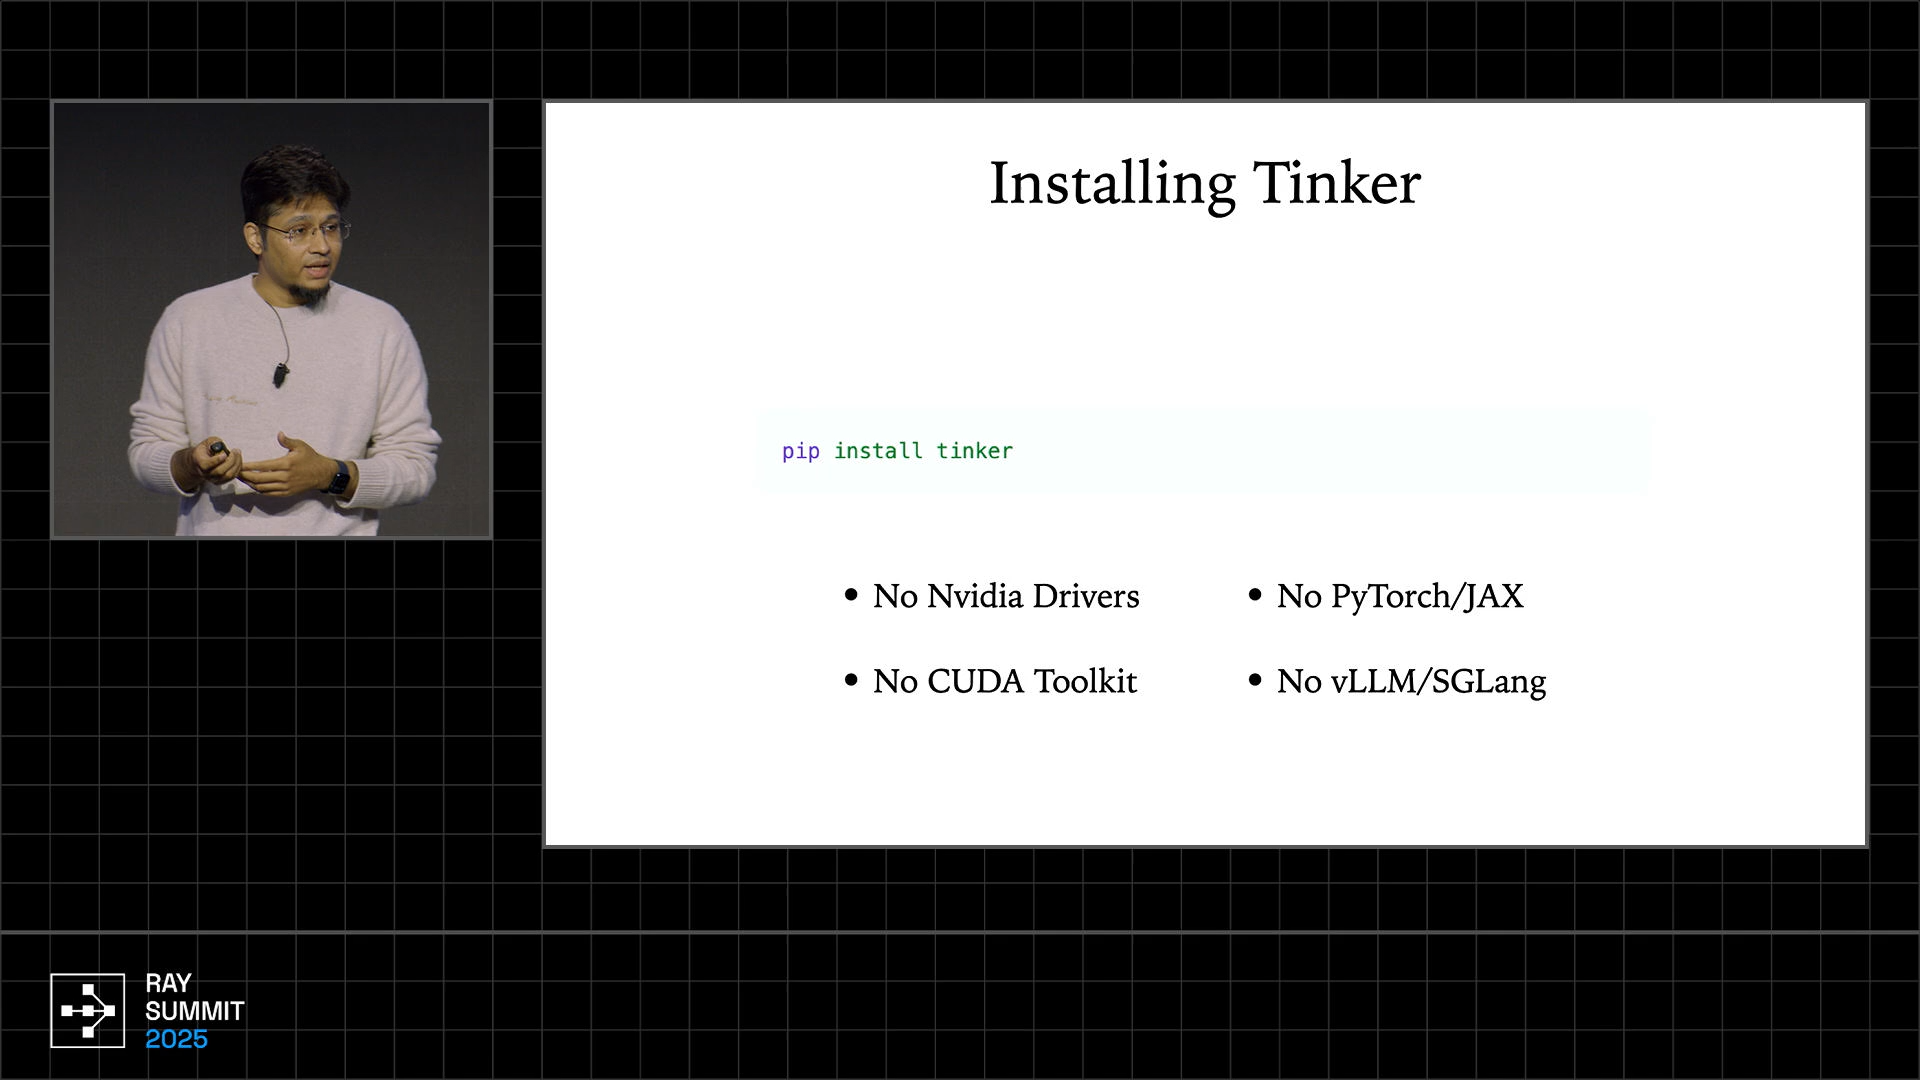 Installing Tinker
pip install tinker
• No Nvidia Drivers
• No CUDA Toolkit
• No PyTorch/JAX
• No vLLM/SGLang
RAY
SUMMIT
2025